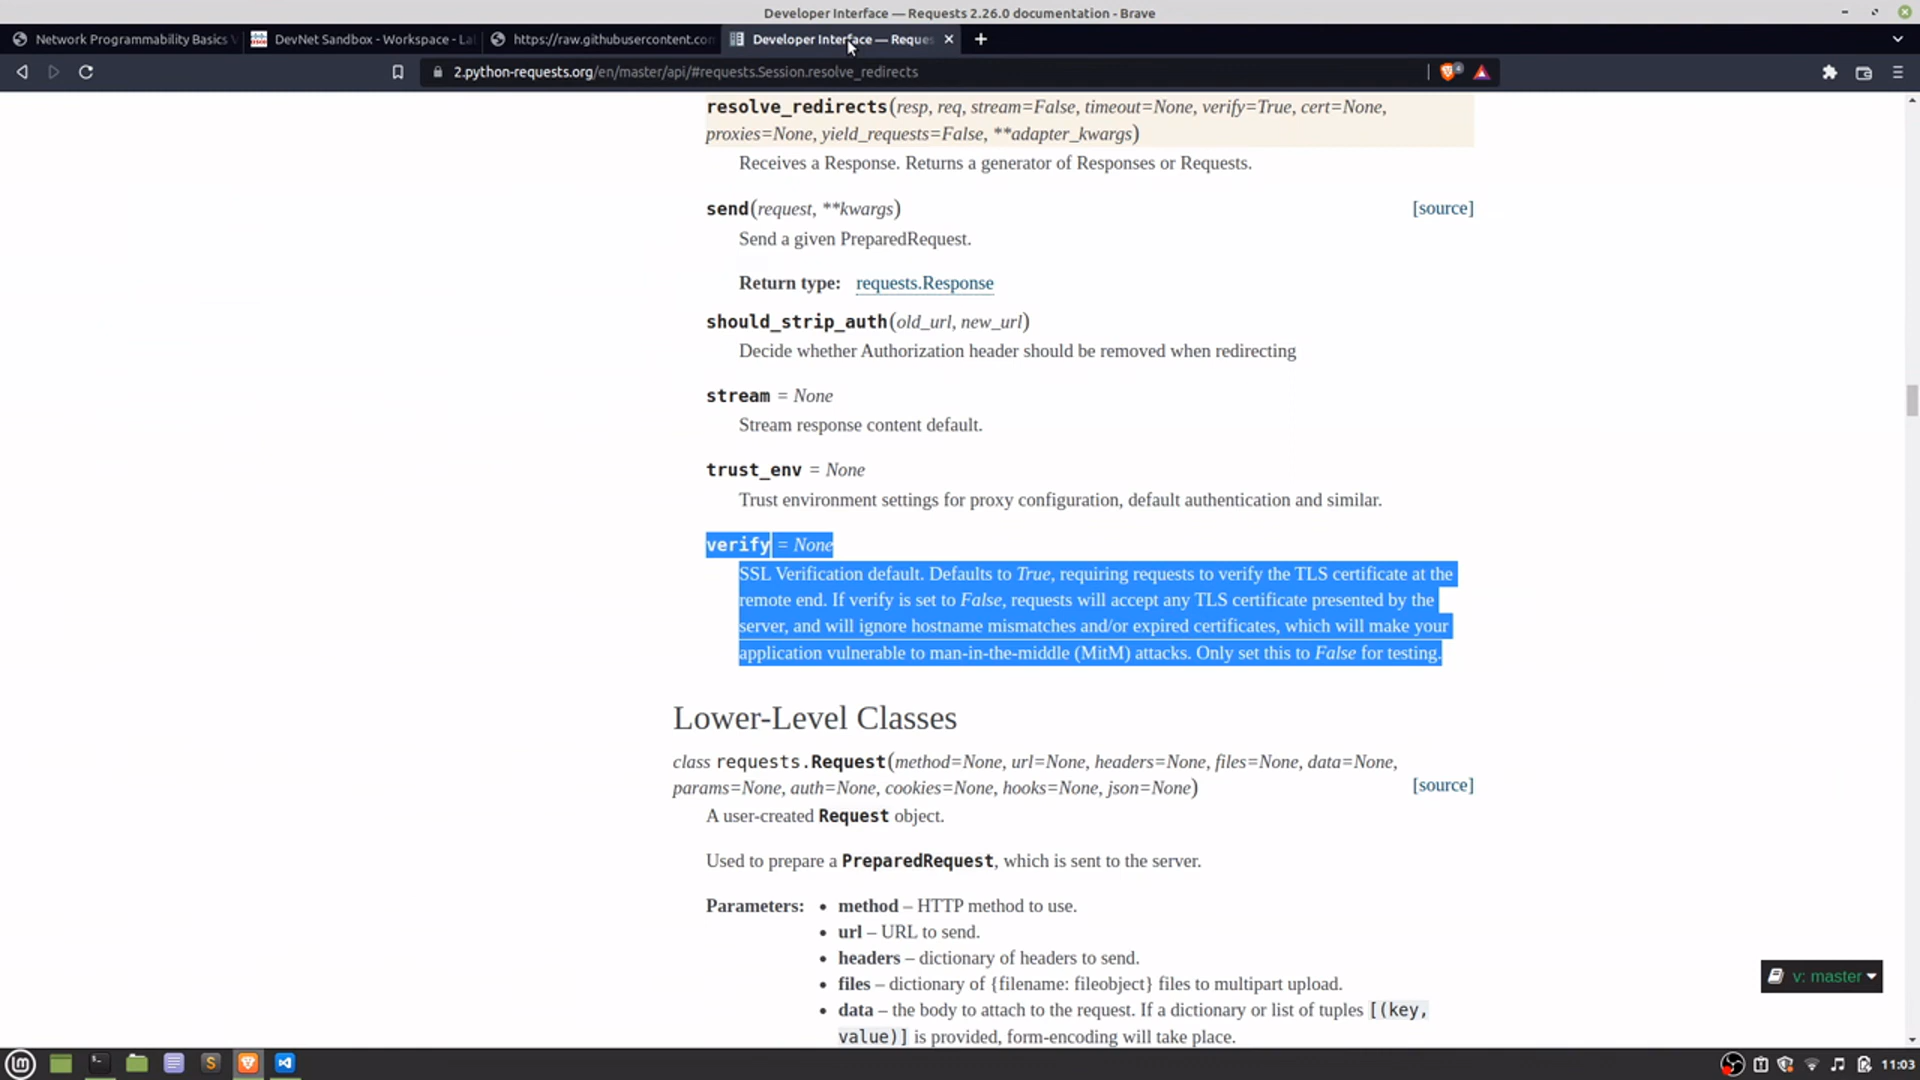 Developer Interface — Requests 2.26.0 documentation - Brave
Network Programmability Basics V
DevNet Sandbox - Workspace - La
https://raw.githubusercontent.com
Developer Interface — Reques
2.python-requests.org/en/master/api/#requests.Session.resolve_redirects
resolve_redirects(resp, req, stream=False, timeout=None, verify=True, cert=None,
proxies=None, yield_requests=False, **adapter_kwargs)
Receives a Response. Returns a generator of Responses or Requests.
send(request, **kwargs) [source]
Send a given PreparedRequest.
Return type: requests.Response
should_strip_auth(old_url, new_url)
Decide whether Authorization header should be removed when redirecting
stream = None
Stream response content default.
trust_env = None
Trust environment settings for proxy configuration, default authentication and similar.
verify = None
SSL Verification default. Defaults to True, requiring requests to verify the TLS certificate at the
remote end. If verify is set to False, requests will accept any TLS certificate presented by the
server, and will ignore hostname mismatches and/or expired certificates, which will make your
application vulnerable to man-in-the-middle (MitM) attacks. Only set this to False for testing.
Lower-Level Classes
class requests.Request(method=None, url=None, headers=None, files=None, data=None,
params=None, auth=None, cookies=None, hooks=None, json=None) [source]
A user-created Request object.
Used to prepare a PreparedRequest, which is sent to the server.
Parameters: • method – HTTP method to use.
• url – URL to send.
• headers – dictionary of headers to send.
• files – dictionary of {filename: fileobject} files to multipart upload.
• data – the body to attach to the request. If a dictionary or list of tuples [(key,
value)] is provided, form-encoding will take place.
v: master
11:03